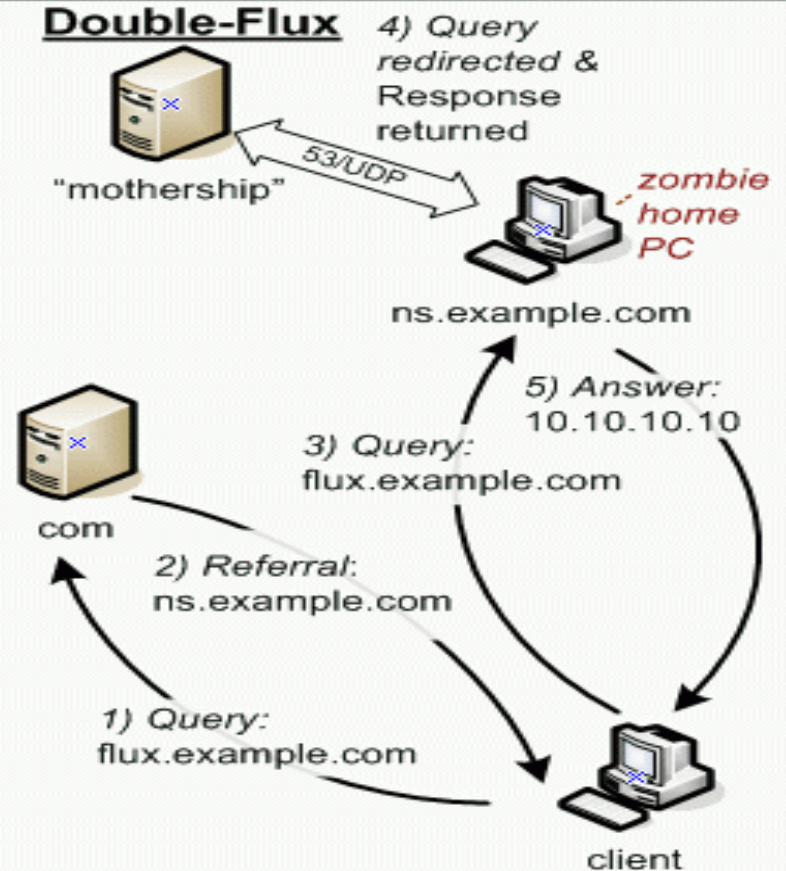 Double-Flux
4) Query
redirected &
Response
returned
53/UDP
"mothership"
zombie
home
PC
ns.example.com
5) Answer:
10.10.10.10
3) Query:
flux.example.com
com
2) Referral:
ns.example.com
1) Query:
flux.example.com
client